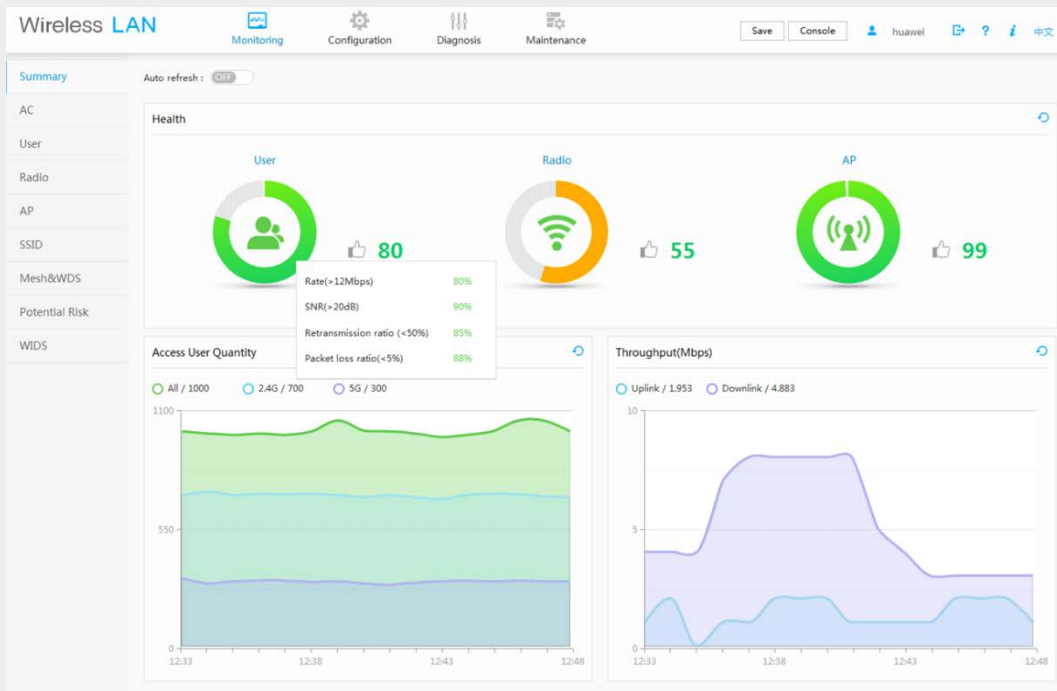 Wireless LAN
Monitoring
Configuration
Diagnosis
Maintenance
Save
Console
huawei
?
i
中文
Summary
AC
User
Radio
AP
SSID
Mesh&WDS
Potential Risk
WIDS
Auto refresh :
OFF
Health
User
80
Radio
55
AP
99
Rate(>12Mbps) 80%
SNR(>20dB) 90%
Retransmission ratio (<50%) 85%
Packet loss ratio(<5%) 88%
Access User Quantity
All / 1000
2.4G / 700
5G / 300
1100
550
0
12:33
12:38
12:43
12:48
Throughput(Mbps)
Uplink / 1.953
Downlink / 4.883
10
5
0
12:33
12:38
12:43
12:48